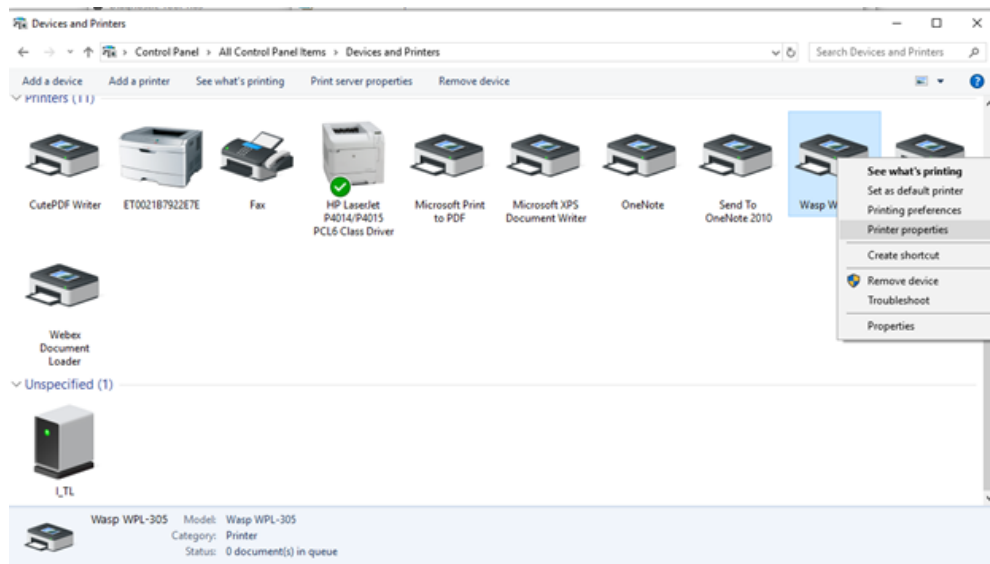 Devices and Printers
Control Panel > All Control Panel Items > Devices and Printers
Search Devices and Printers
Add a device Add a printer See what's printing Print server properties Remove device
Printers (11)
CutePDF Writer
ET0021B7922E7E
Fax
HP LaserJet
P4014/P4015
PCL6 Class Driver
Microsoft Print
to PDF
Microsoft XPS
Document Writer
OneNote
Send To
OneNote 2010
Wasp W
See what's printing
Set as default printer
Printing preferences
Printer properties
Create shortcut
Remove device
Troubleshoot
Properties
Webex
Document
Loader
Unspecified (1)
I_TL
Wasp WPL-305 Model: Wasp WPL-305
Category: Printer
Status: 0 document(s) in queue